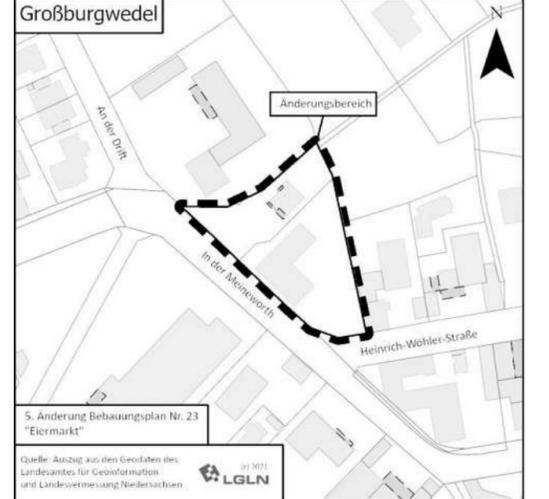 Großburgwedel
N
Änderungsbereich
An der Drift
In der Meineworth
Heinrich-Wöhler-Straße
5. Änderung Bebauungsplan Nr. 23
"Eiermarkt"
Quelle: Auszug aus den Geodaten des
Landesamtes für Geoinformation
und Landesvermessung Niedersachsen
(c) 2021
LGLN